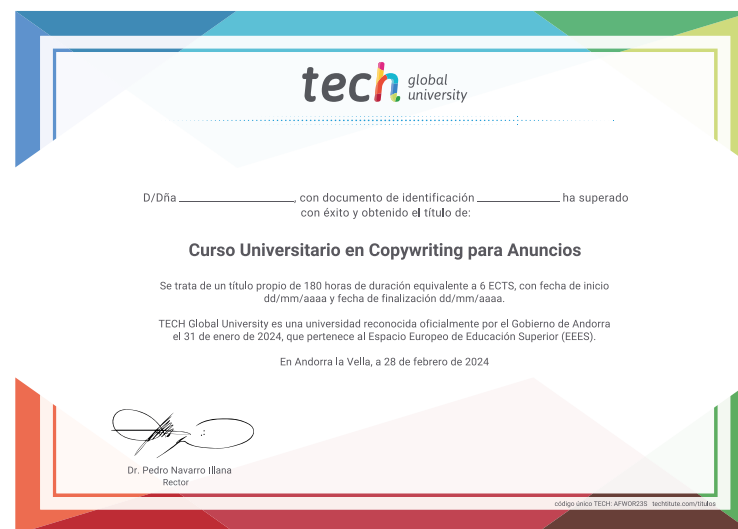 tech global
university
D/Dña ____________, con documento de identificación ____________ ha superado
con éxito y obtenido el título de:
Curso Universitario en Copywriting para Anuncios
Se trata de un título propio de 180 horas de duración equivalente a 6 ECTS, con fecha de inicio
dd/mm/aaaa y fecha de finalización dd/mm/aaaa.
TECH Global University es una universidad reconocida oficialmente por el Gobierno de Andorra
el 31 de enero de 2024, que pertenece al Espacio Europeo de Educación Superior (EEES).
En Andorra la Vella, a 28 de febrero de 2024
Dr. Pedro Navarro Illana
Rector
código único TECH: AFWOR23S techtitute.com/titulos